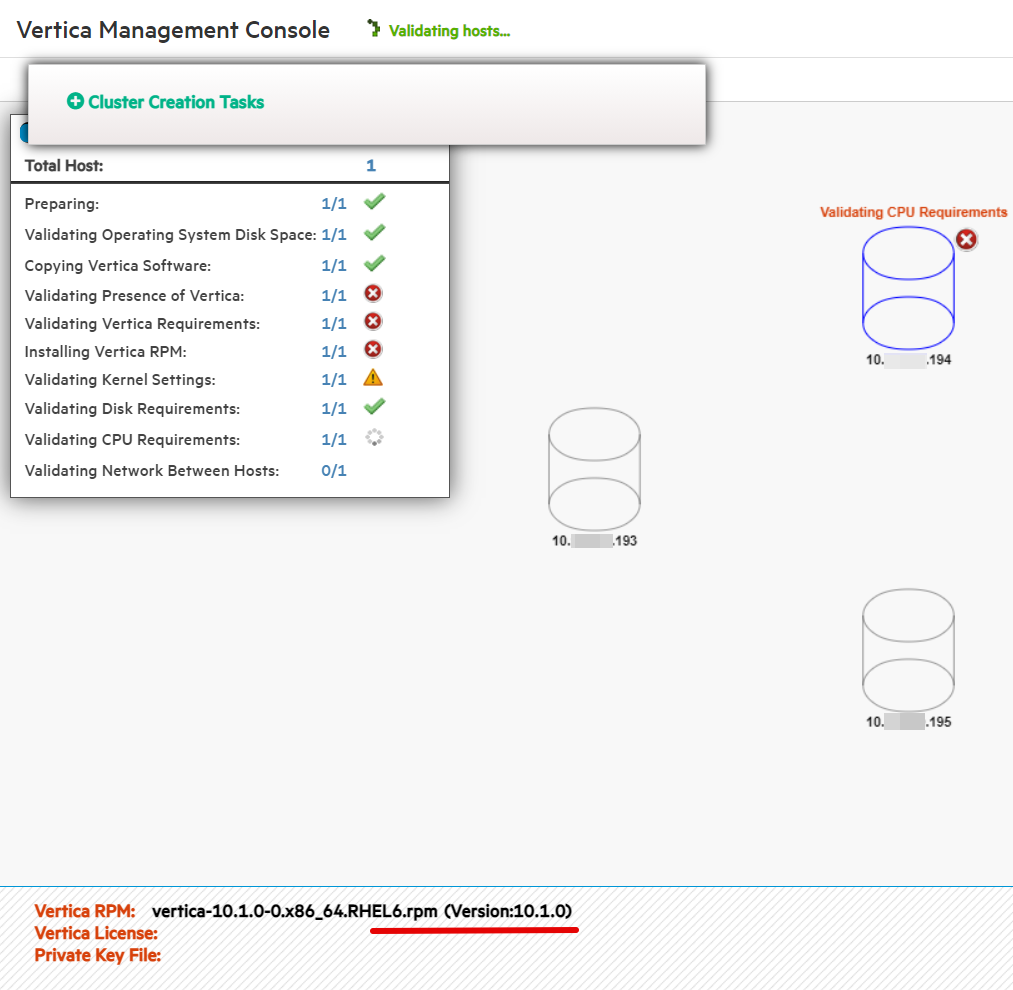 Vertica Management Console
Validating hosts...
Cluster Creation Tasks
Total Host: 1
Preparing: 1/1
Validating Operating System Disk Space: 1/1
Copying Vertica Software: 1/1
Validating Presence of Vertica: 1/1
Validating Vertica Requirements: 1/1
Installing Vertica RPM: 1/1
Validating Kernel Settings: 1/1
Validating Disk Requirements: 1/1
Validating CPU Requirements: 1/1
Validating Network Between Hosts: 0/1
Validating CPU Requirements
10. .194
10. .193
10. .195
Vertica RPM: vertica-10.1.0-0.x86_64.RHEL6.rpm (Version:10.1.0)
Vertica License:
Private Key File: